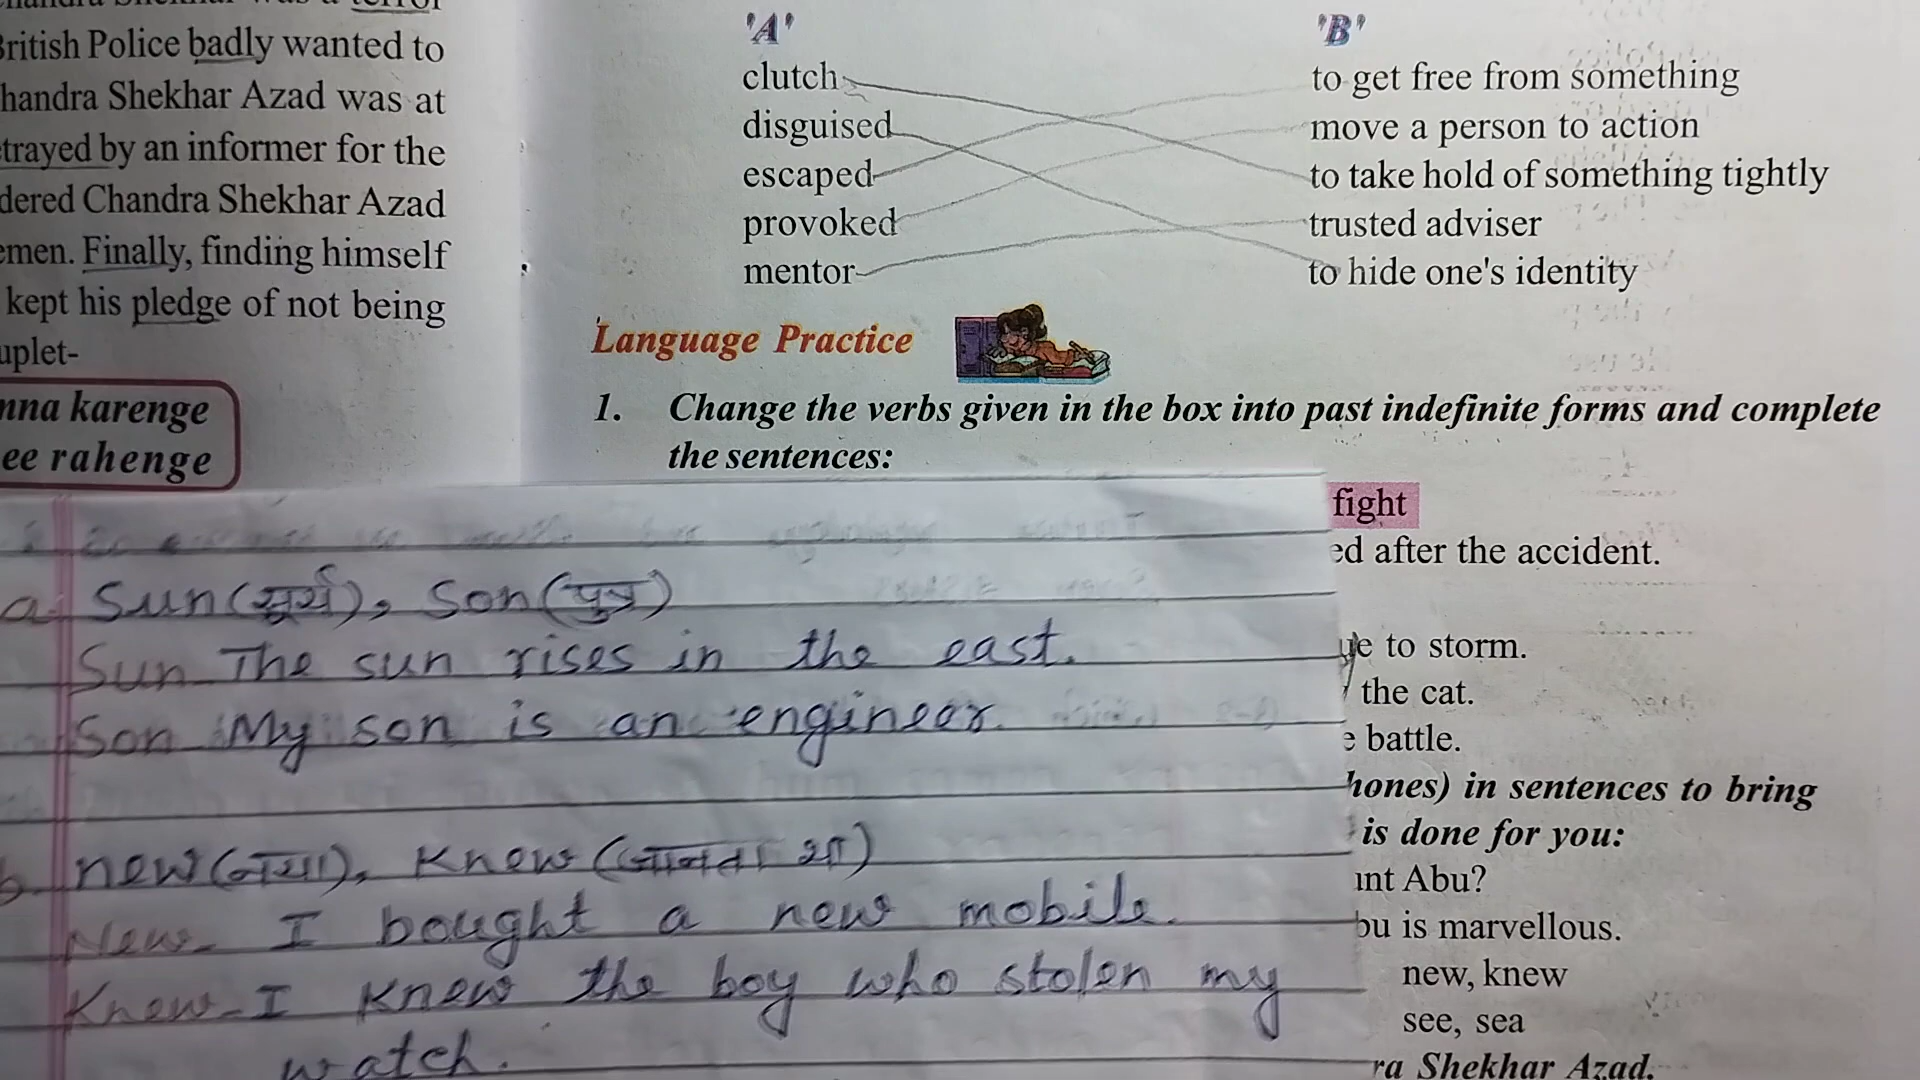 British Police badly wanted to
handra Shekhar Azad was at
trayed by an informer for the
dered Chandra Shekhar Azad
emen. Finally, finding himself
kept his pledge of not being
uplet-
nna karenge
ee rahenge
'A' 'B'
clutch to get free from something
disguised move a person to action
escaped to take hold of something tightly
provoked trusted adviser
mentor to hide one's identity
Language Practice
1. Change the verbs given in the box into past indefinite forms and complete
the sentences:
fight
ed after the accident.
ue to storm.
the cat.
e battle.
hones) in sentences to bring
is done for you:
unt Abu?
bu is marvellous.
new, knew
see, sea
ra Shekhar Azad.
a. Sun (सूर्य), Son (पुत्र)
Sun The sun rises in the east.
Son My son is an engineer.
b. new (नया), Knew (जानता था)
New- I bought a new mobile.
Knew-I Knew the boy who stolen my
watch.